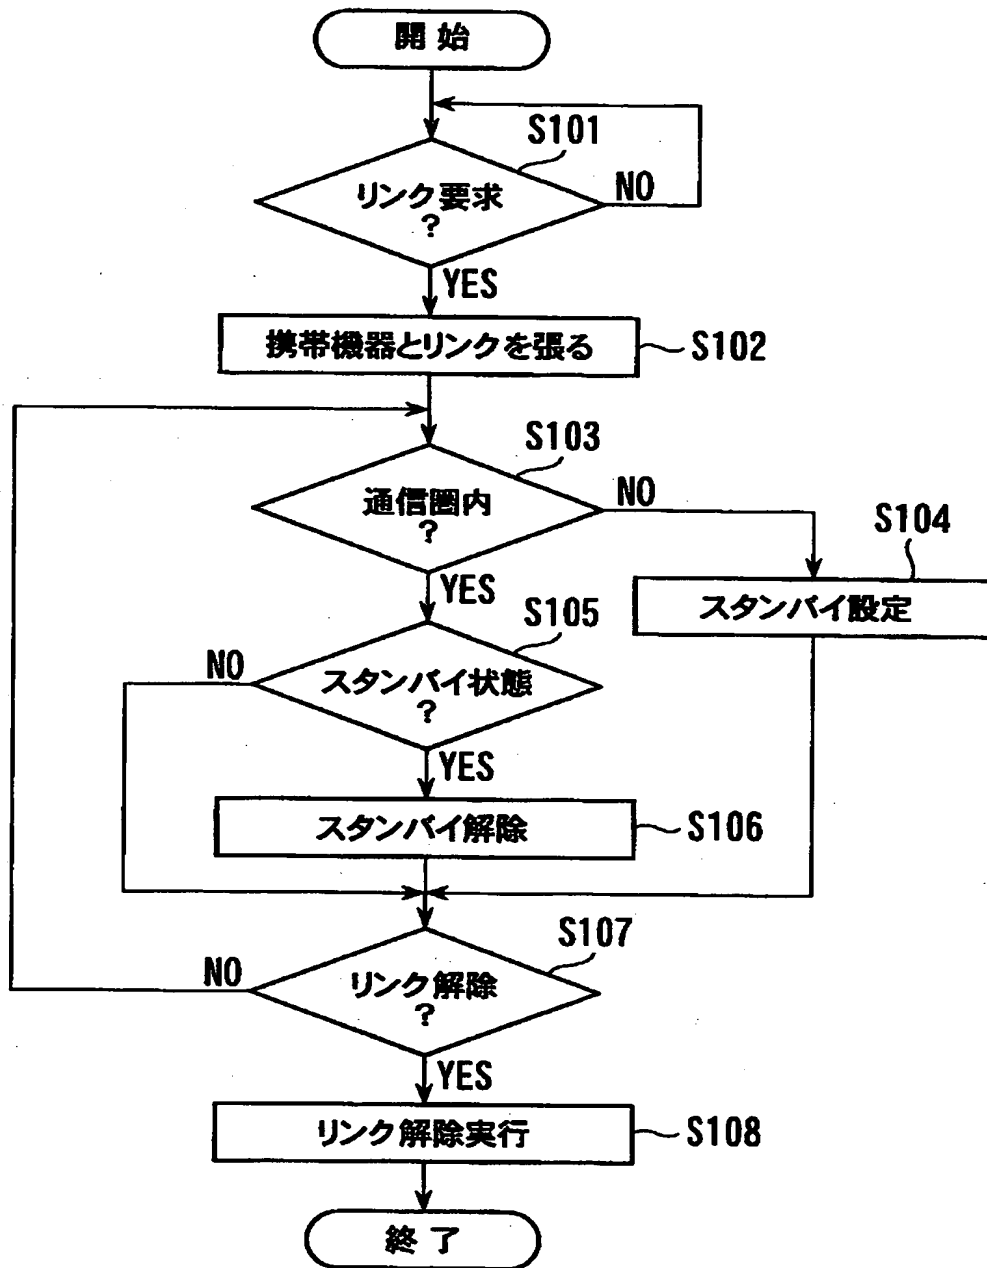 開始
S101
リンク要求
?
NO
YES
携帯機器とリンクを張る
S102
S103
通信圏内
?
NO
S104
YES
スタンバイ設定
S105
NO
スタンバイ状態
?
YES
スタンバイ解除
S106
S107
NO
リンク解除
?
YES
リンク解除実行
S108
終了